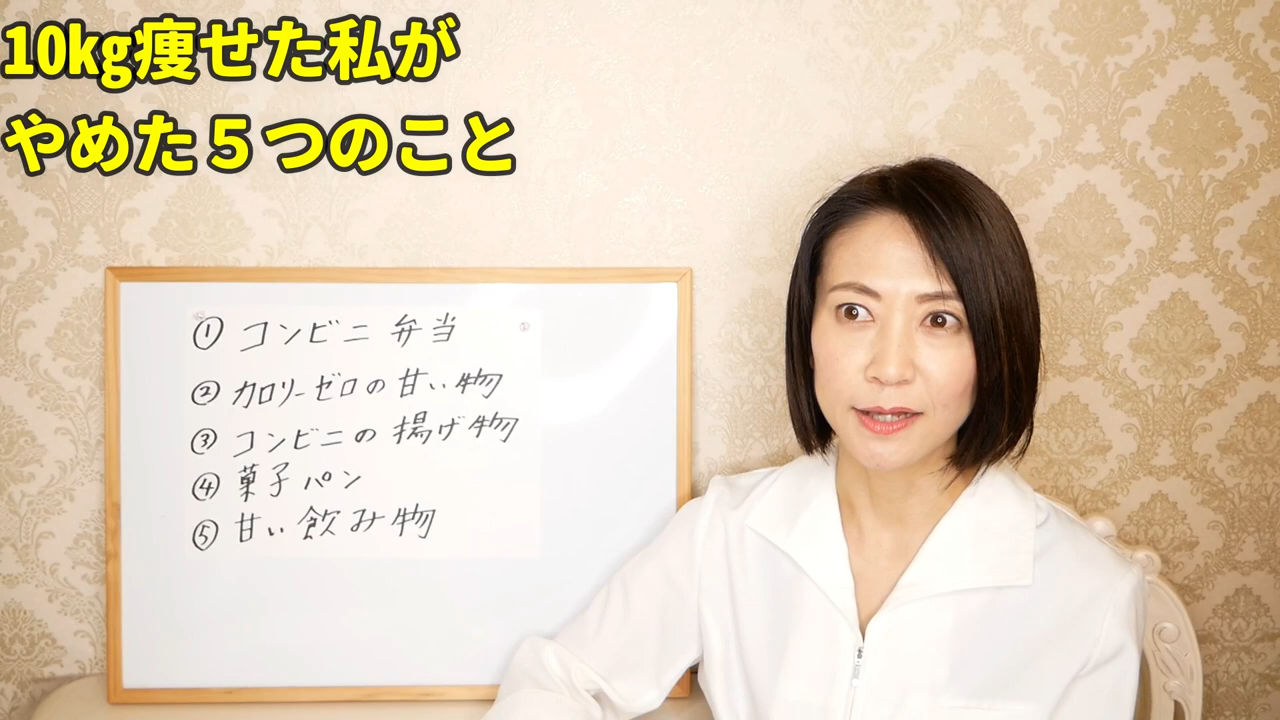 10kg痩せた私が
やめた５つのこと
① コンビニ 弁当
② カロリーゼロの甘い物
③ コンビニの揚げ物
④ 菓子パン
⑤ 甘い飲み物